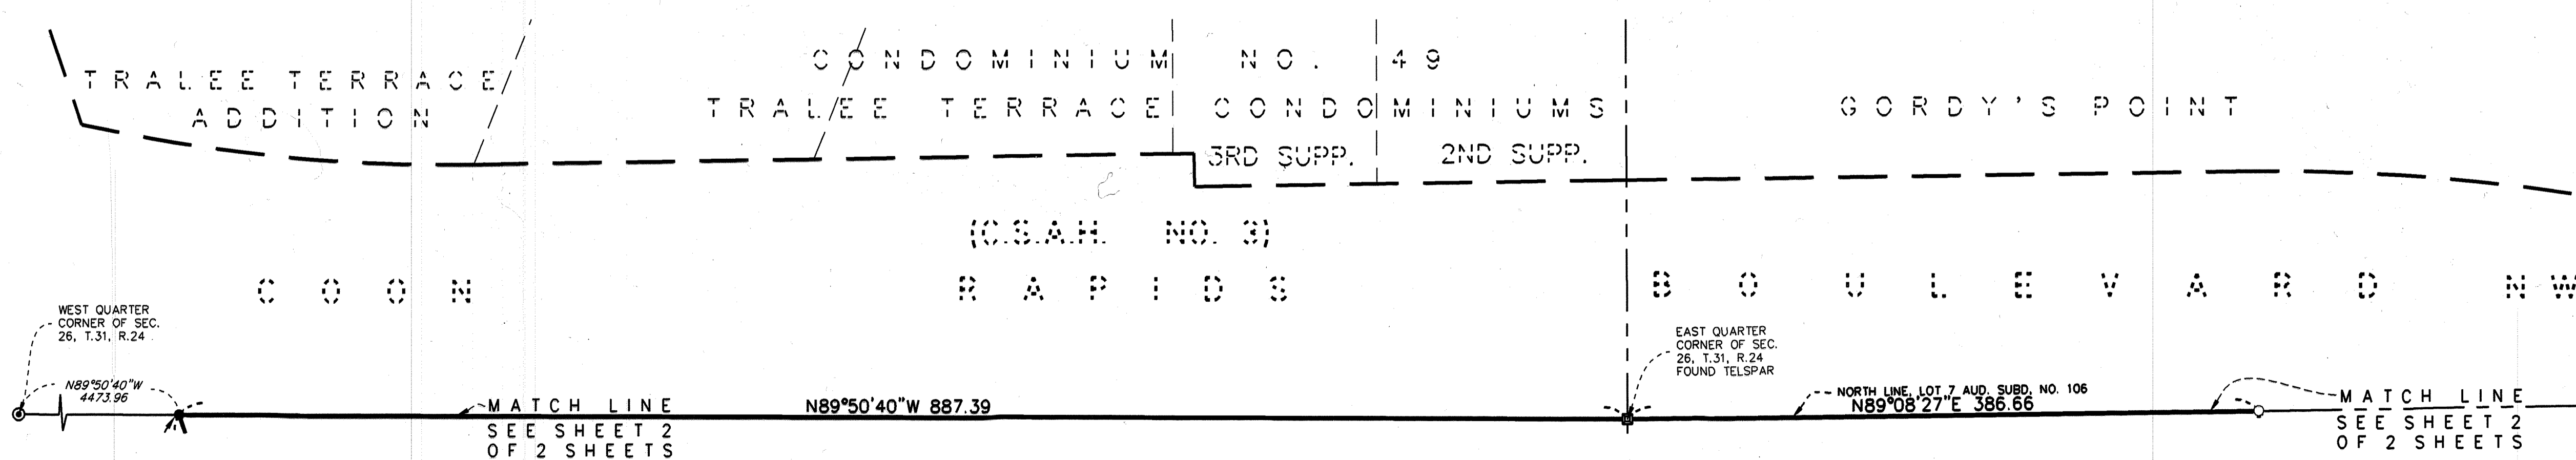 TRALEE TERRACE
ADDITION
CONDOMINIUM NO. 49
TRALEE TERRACE CONDOMINIUMS
3RD SUPP.
2ND SUPP.
GORDY'S POINT
(C.S.A.H. NO. 3)
COON RAPIDS BOULEVARD NW
WEST QUARTER
CORNER OF SEC.
26, T.31, R.24
N89°50'40"W
4473.96
MATCH LINE
SEE SHEET 2
OF 2 SHEETS
N89°50'40"W 887.39
EAST QUARTER
CORNER OF SEC.
26, T.31, R.24
FOUND TELSPAR
NORTH LINE, LOT 7 AUD. SUBD. NO. 106
N89°08'27"E 386.66
MATCH LINE
SEE SHEET 2
OF 2 SHEETS